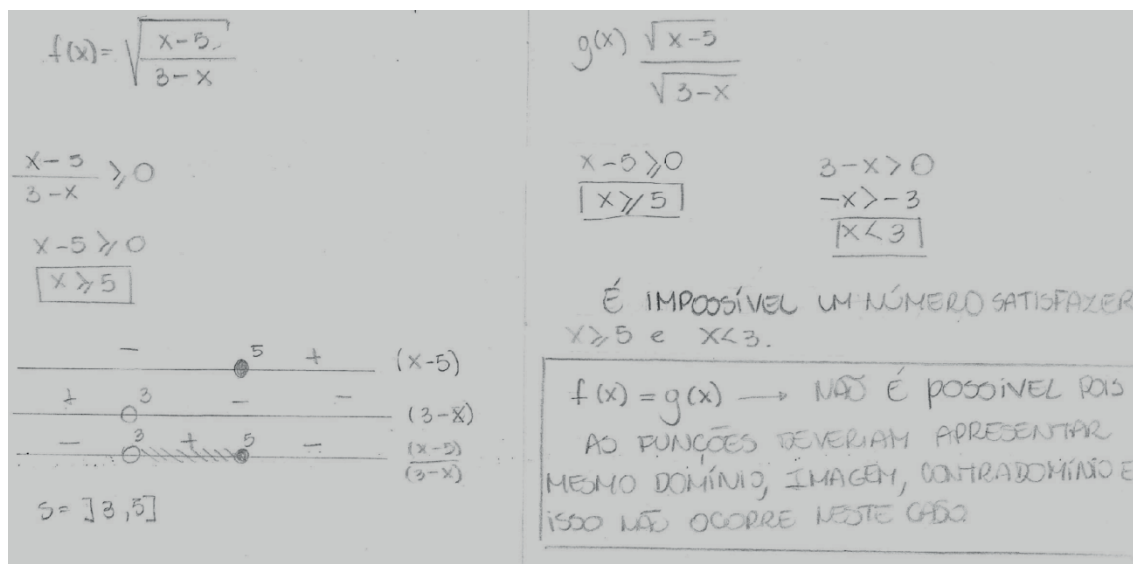 f(x) = √((x-5)/(3-x))
(x-5)/(3-x) ⩾ 0
x-5 ⩾ 0
x ⩾ 5
- 5 + (x-5)
+ 3 - - (3-x)
- 3 + 5 - (x-5)/(3-x)
S = ]3,5]
g(x) √(x-5)/√(3-x)
x-5 ⩾ 0
x ⩾ 5
3-x > 0
-x > -3
x < 3
É IMPOSSÍVEL UM NÚMERO SATISFAZER
x ⩾ 5 e x < 3.
f(x) = g(x) → NÃO É POSSÍVEL POIS
AS FUNÇÕES DEVERIAM APRESENTAR
MESMO DOMÍNIO, IMAGEM, CONTRADOMÍNIO E
ISSO NÃO OCORRE NESTE CASO